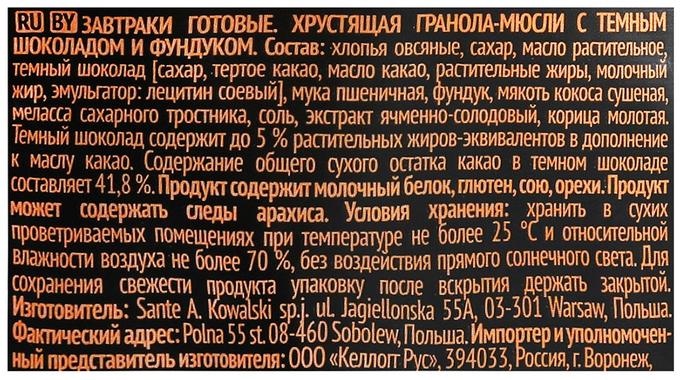 RU BY ЗАВТРАКИ ГОТОВЫЕ. ХРУСТЯЩАЯ ГРАНОЛА-МЮСЛИ С ТЕМНЫМ
ШОКОЛАДОМ И ФУНДУКОМ. Состав: хлопья овсяные, сахар, масло растительное,
темный шоколад [сахар, тертое какао, масло какао, растительные жиры, молочный
жир, эмульгатор: лецитин соевый], мука пшеничная, фундук, мякоть кокоса сушеная,
меласса сахарного тростника, соль, экстракт ячменно-солодовый, корица молотая.
Темный шоколад содержит до 5 % растительных жиров-эквивалентов в дополнение
к маслу какао. Содержание общего сухого остатка какао в темном шоколаде
составляет 41,8 %. Продукт содержит молочный белок, глютен, сою, орехи. Продукт
может содержать следы арахиса. Условия хранения: хранить в сухих
проветриваемых помещениях при температуре не более 25 °C и относительной
влажности воздуха не более 70 %, без воздействия прямого солнечного света. Для
сохранения свежести продукта упаковку после вскрытия держать закрытой.
Изготовитель: Sante A. Kowalski sp.j. ul. Jagiellonska 55A, 03-301 Warsaw, Польша.
Фактический адрес: Polna 55 st. 08-460 Sobolew, Польша. Импортер и уполномочен-
ный представитель изготовителя: ООО «Келлогг Рус», 394033, Россия, г. Воронеж,